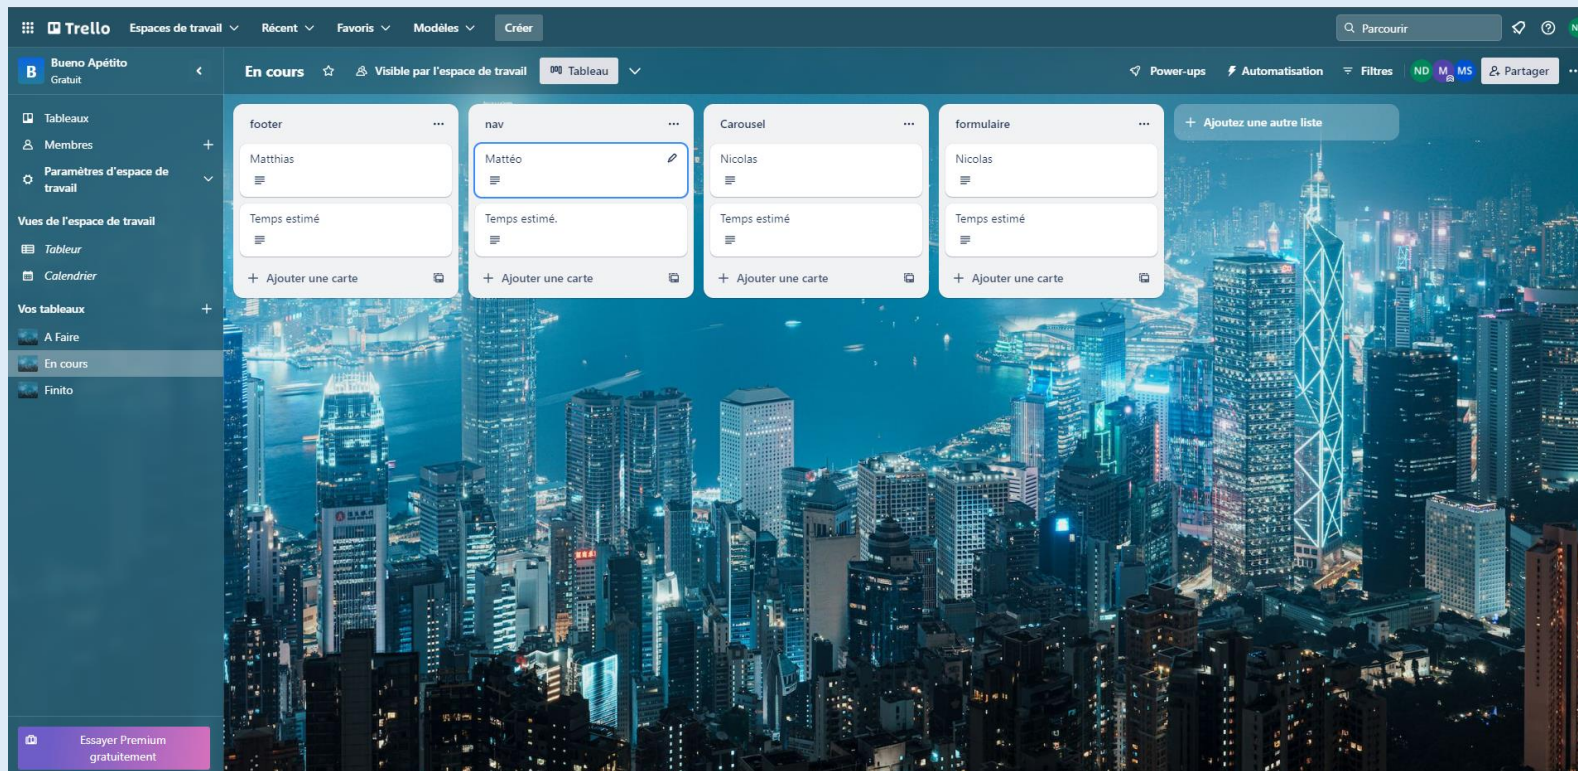 Trello Espaces de travail Récent Favoris Modèles Créer Parcourir
B Bueno Apétito
Gratuit
En cours Visible par l'espace de travail Tableau Power-ups Automatisation Filtres ND M MS Partager
Tableaux
Membres
Paramètres d'espace de
travail
Vues de l'espace de travail
Tableur
Calendrier
Vos tableaux
A Faire
En cours
Finito
Essayer Premium
gratuitement
footer
Matthias
Temps estimé
+ Ajouter une carte
nav
Mattéo
Temps estimé.
+ Ajouter une carte
Carousel
Nicolas
Temps estimé
+ Ajouter une carte
formulaire
Nicolas
Temps estimé
+ Ajouter une carte
+ Ajoutez une autre liste